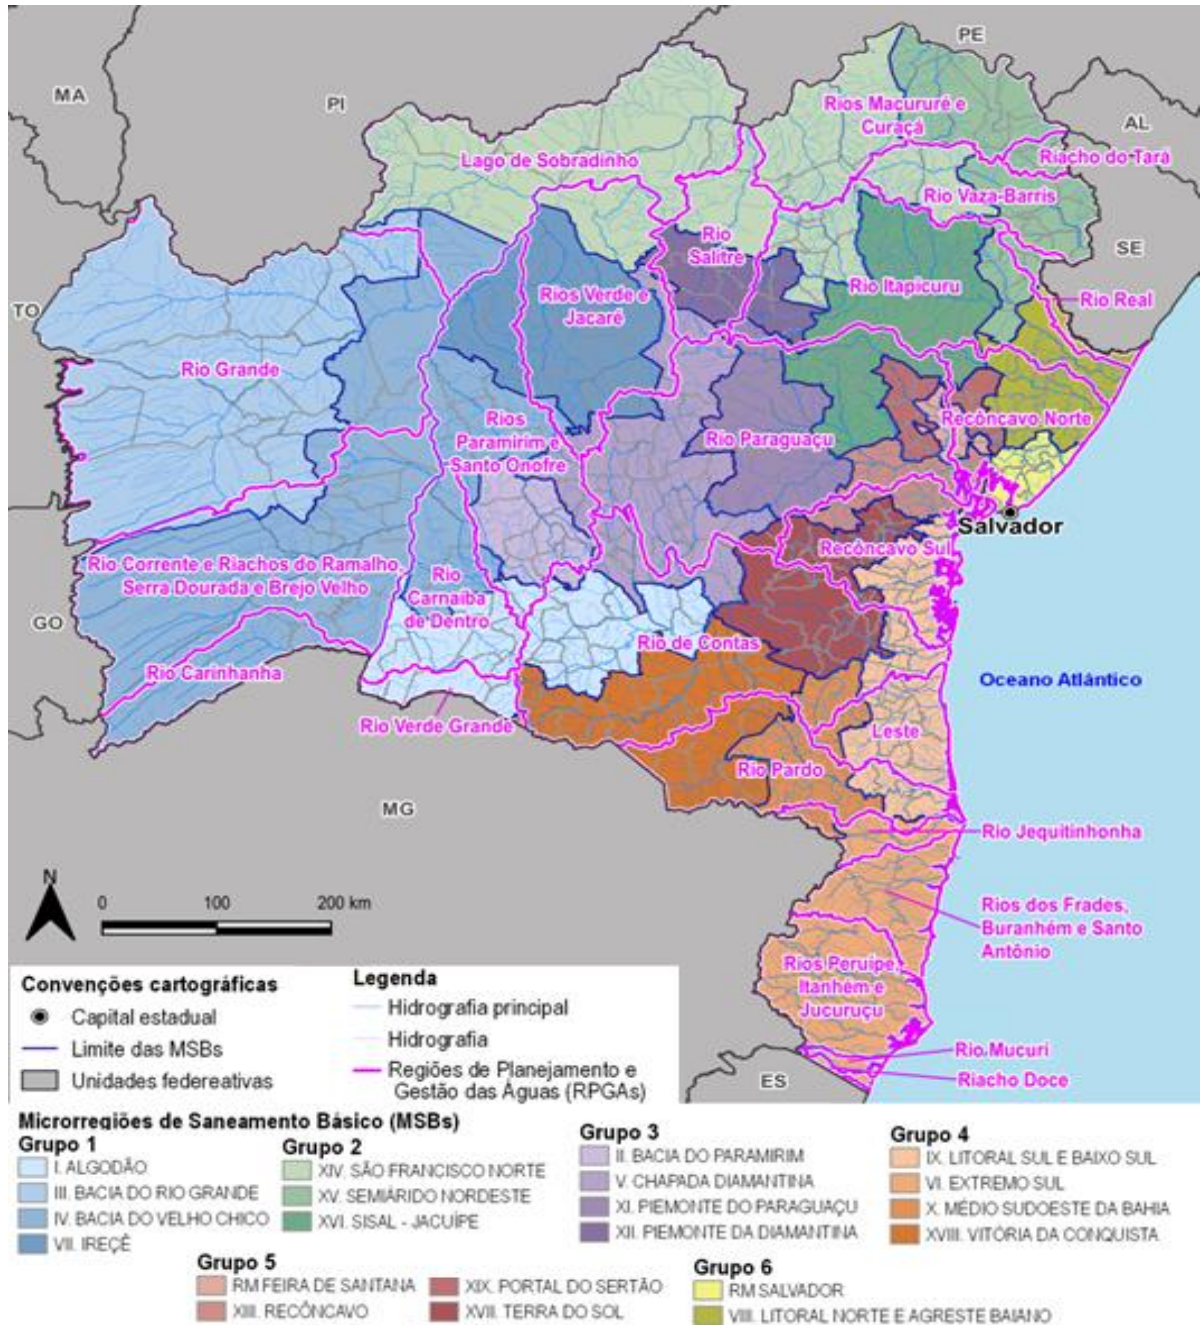 PE
MA
PI
Rios Macururé e
Curaçá
AL
Lago de Sobradinho
Riacho do Tará
Rio Vaza-Barris
Rio
Salitre
SE
Rio Itapicuru
Rios Verde e
Jacaré
Rio Real
TO
Rio Grande
Rios
Paramirim e
Santo Onofre
Recôncavo Norte
Rio Paraguaçu
Salvador
Recôncavo Sul
Rio Corrente e Riachos do Ramalho,
Serra Dourada e Brejo Velho
Rio
Carnaíba
de Dentro
GO
Rio de Contas
Rio Carinhanha
Oceano Atlântico
Rio Verde Grande
Leste
Rio Pardo
MG
Rio Jequitinhonha
N
0 100 200 km
Rios dos Frades,
Buranhém e Santo
Antônio
Rios Peruípe,
Itanhém e
Jucuruçu
Rio Mucuri
Riacho Doce
ES
Convenções cartográficas
Capital estadual
Limite das MSBs
Unidades federeativas
Legenda
Hidrografia principal
Hidrografia
Regiões de Planejamento e
Gestão das Águas (RPGAs)
Microrregiões de Saneamento Básico (MSBs)
Grupo 1
I. ALGODÃO
III. BACIA DO RIO GRANDE
IV. BACIA DO VELHO CHICO
VII. IREÇÊ
Grupo 2
XIV. SÃO FRANCISCO NORTE
XV. SEMIÁRIDO NORDESTE
XVI. SISAL - JACUÍPE
Grupo 3
II. BACIA DO PARAMIRIM
V. CHAPADA DIAMANTINA
XI. PIEMONTE DO PARAGUAÇU
XII. PIEMONTE DA DIAMANTINA
Grupo 4
IX. LITORAL SUL E BAIXO SUL
VI. EXTREMO SUL
X. MÉDIO SUDOESTE DA BAHIA
XVIII. VITÓRIA DA CONQUISTA
Grupo 5
RM FEIRA DE SANTANA
XIII. RECÔNCAVO
XIX. PORTAL DO SERTÃO
XVII. TERRA DO SOL
Grupo 6
RM SALVADOR
VIII. LITORAL NORTE E AGRESTE BAIANO